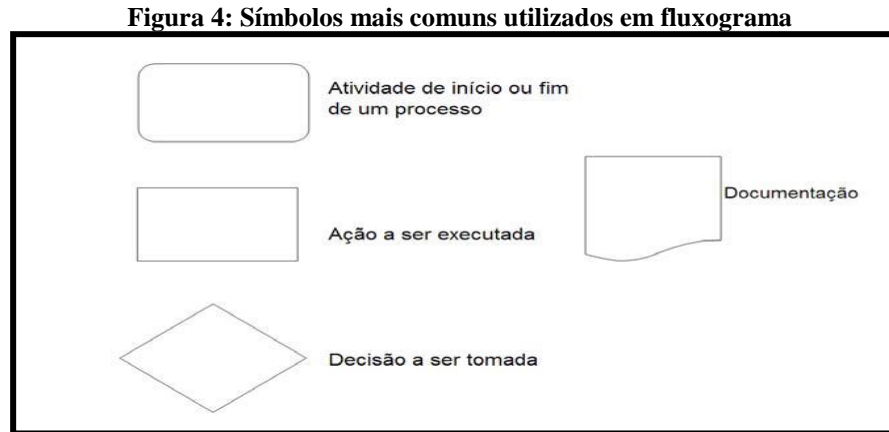 Figura 4: Símbolos mais comuns utilizados em fluxograma
Atividade de início ou fim
de um processo
Documentação
Ação a ser executada
Decisão a ser tomada